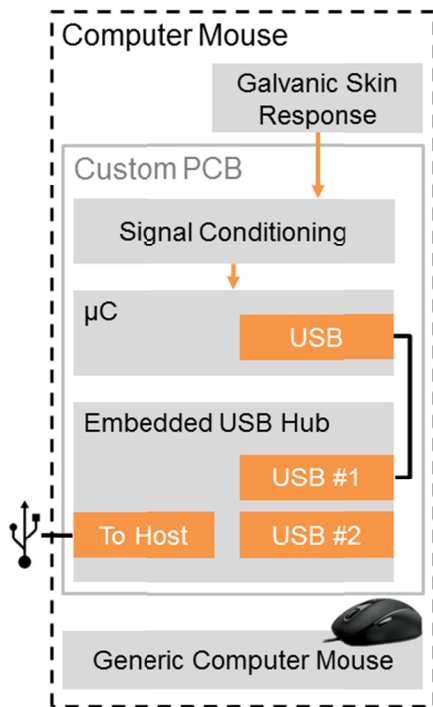 Computer Mouse
Galvanic Skin
Response
Custom PCB
Signal Conditioning
µC
USB
Embedded USB Hub
USB #1
To Host
USB #2
Generic Computer Mouse